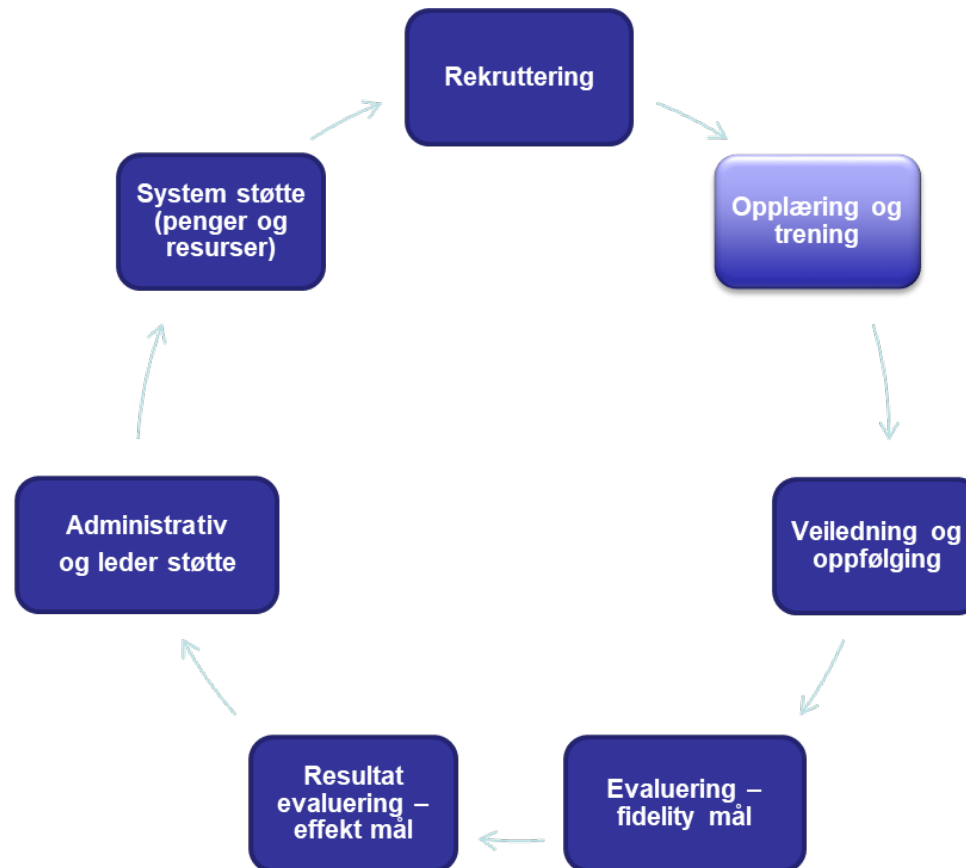 Rekruttering
Opplæring og
trening
Veiledning og
oppfølging
Evaluering –
fidelity mål
Resultat
evaluering –
effekt mål
Administrativ
og leder støtte
System støtte
(penger og
resurser)